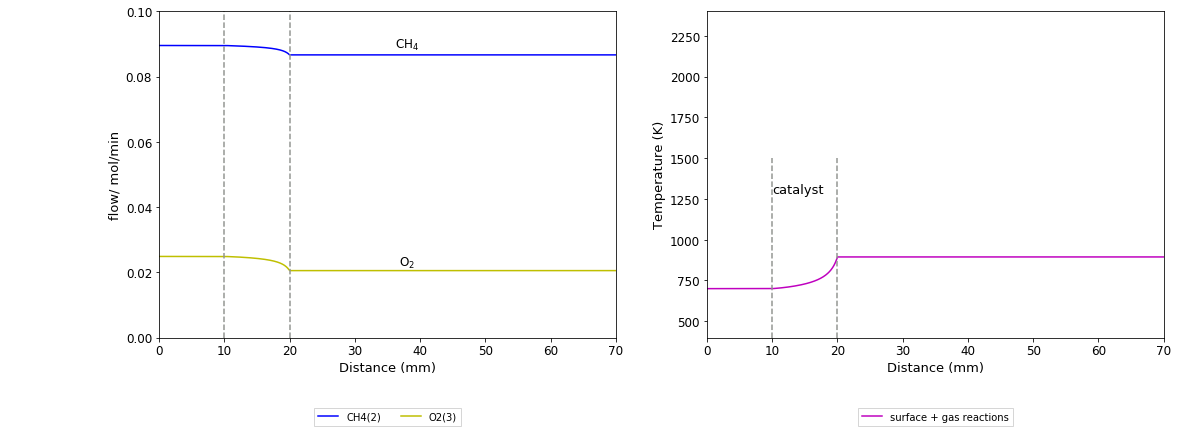 0.10
0.08
0.06
0.04
0.02
0.00
flow/ mol/min
CH₄
O₂
0 10 20 30 40 50 60 70
Distance (mm)
CH4(2) O2(3)
2250
2000
1750
1500
1250
1000
750
500
Temperature (K)
catalyst
0 10 20 30 40 50 60 70
Distance (mm)
surface + gas reactions